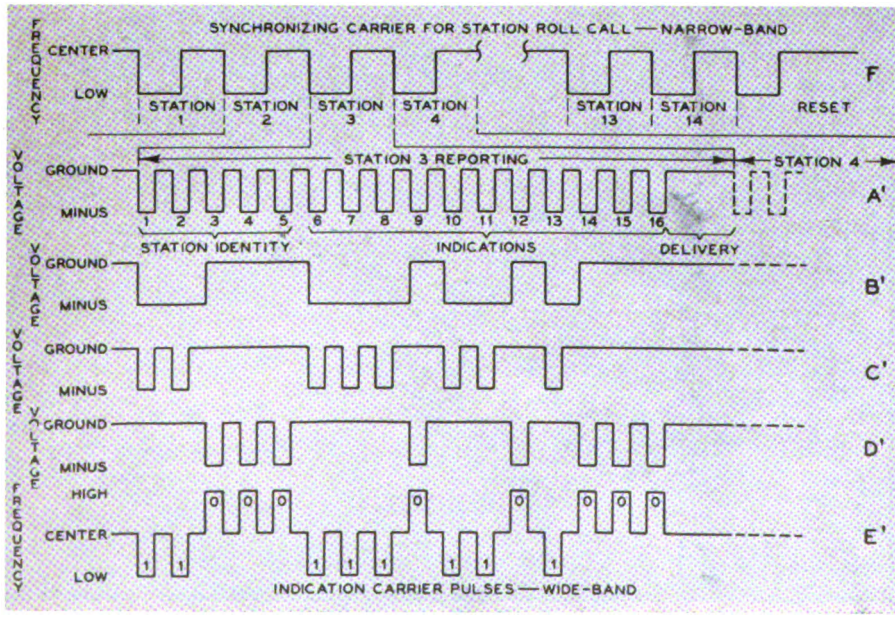 SYNCHRONIZING CARRIER FOR STATION ROLL CALL — NARROW-BAND
FREQUENCY
CENTER
LOW
STATION 1
STATION 2
STATION 3
STATION 4
STATION 13
STATION 14
RESET
F
STATION 3 REPORTING
STATION 4
VOLTAGE
GROUND
MINUS
A'
1 2 3 4 5 6 7 8 9 10 11 12 13 14 15 16
STATION IDENTITY
INDICATIONS
DELIVERY
VOLTAGE
GROUND
MINUS
B'
VOLTAGE
GROUND
MINUS
C'
VOLTAGE
GROUND
MINUS
D'
FREQUENCY
HIGH
CENTER
LOW
0 0 0 0 0 0 0 0
1 1 1 1 1 1 1 1
E'
INDICATION CARRIER PULSES — WIDE-BAND